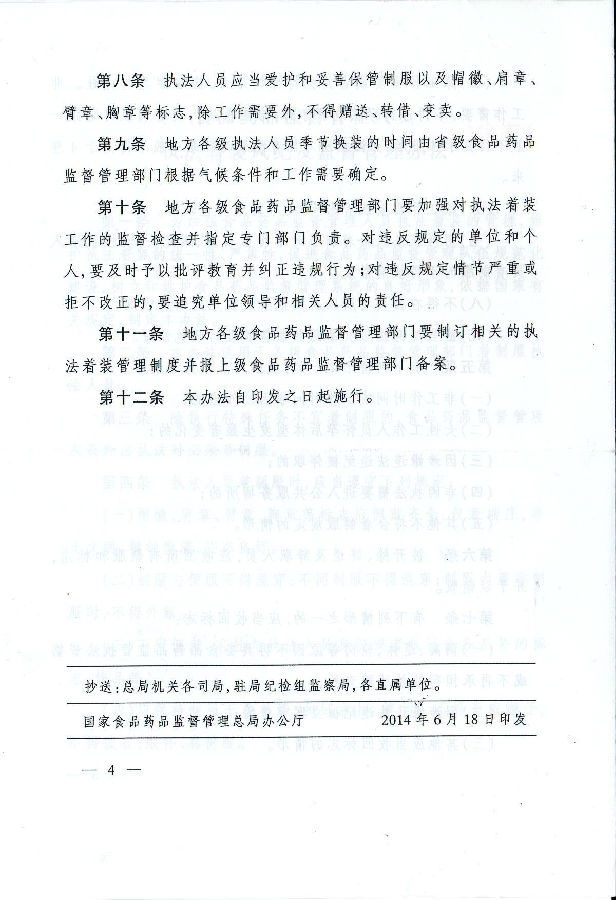 第八条 执法人员应当爱护和妥善保管制服以及帽徽、肩章、
臂章、胸章等标志,除工作需要外,不得赠送、转借、变卖。
第九条 地方各级执法人员季节换装的时间由省级食品药品
监督管理部门根据气候条件和工作需要确定。
第十条 地方各级食品药品监督管理部门要加强对执法着装
工作的监督检查并指定专门部门负责。对违反规定的单位和个
人,要及时予以批评教育并纠正违规行为;对违反规定情节严重或
拒不改正的,要追究单位领导和相关人员的责任。
第十一条 地方各级食品药品监督管理部门要制订相关的执
法着装管理制度并报上级食品药品监督管理部门备案。
第十二条 本办法自印发之日起施行。
抄送:总局机关各司局,驻局纪检组监察局,各直属单位。
国家食品药品监督管理总局办公厅 2014年6月18日印发
— 4 —